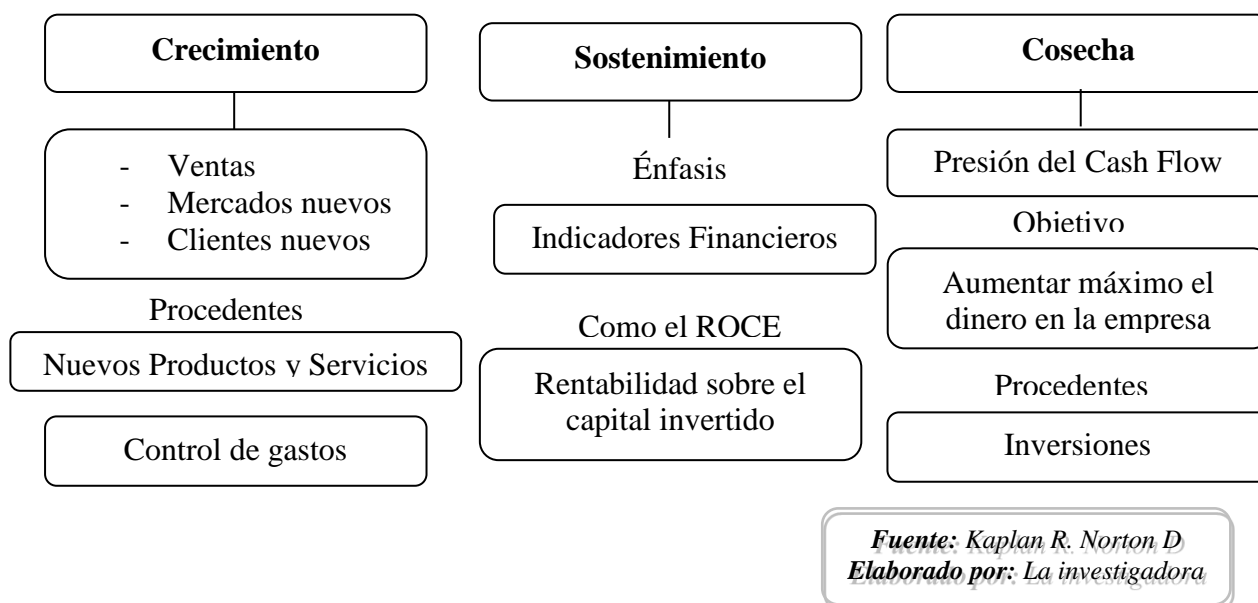 Crecimiento
- Ventas
- Mercados nuevos
- Clientes nuevos
Procedentes
Nuevos Productos y Servicios
Control de gastos
Sostenimiento
Énfasis
Indicadores Financieros
Como el ROCE
Rentabilidad sobre el
capital invertido
Cosecha
Presión del Cash Flow
Objetivo
Aumentar máximo el
dinero en la empresa
Procedentes
Inversiones
Fuente: Kaplan R. Norton D
Elaborado por: La investigadora